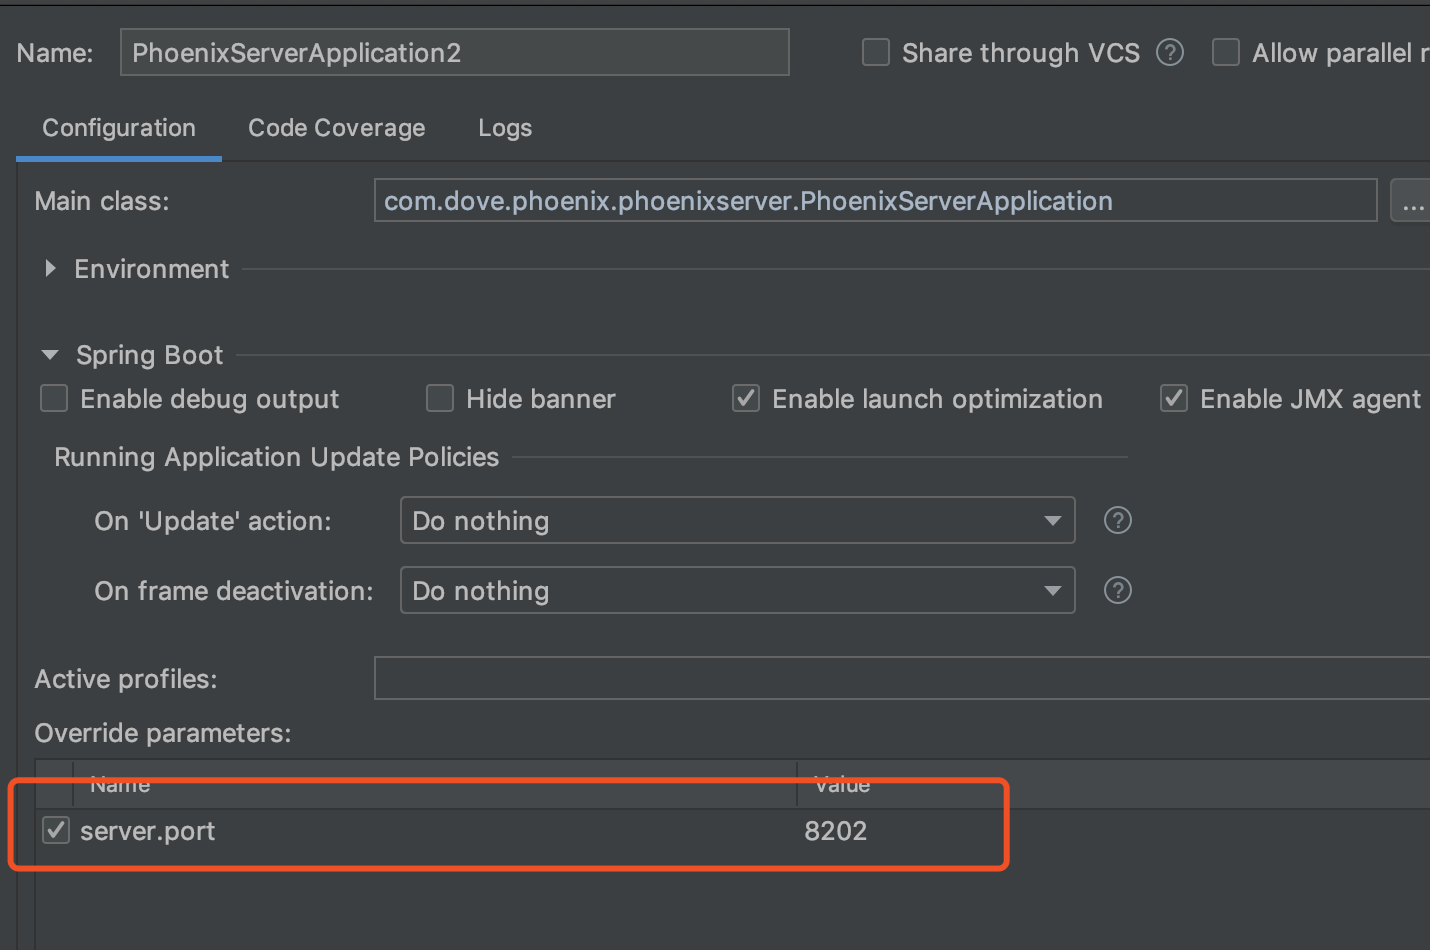 Name: PhoenixServerApplication2 Share through VCS ? Allow parallel r
Configuration Code Coverage Logs
Main class: com.dove.phoenix.phoenixserver.PhoenixServerApplication ...
Environment
Spring Boot
Enable debug output Hide banner Enable launch optimization Enable JMX agent
Running Application Update Policies
On 'Update' action: Do nothing ?
On frame deactivation: Do nothing ?
Active profiles:
Override parameters:
Name Value
server.port 8202